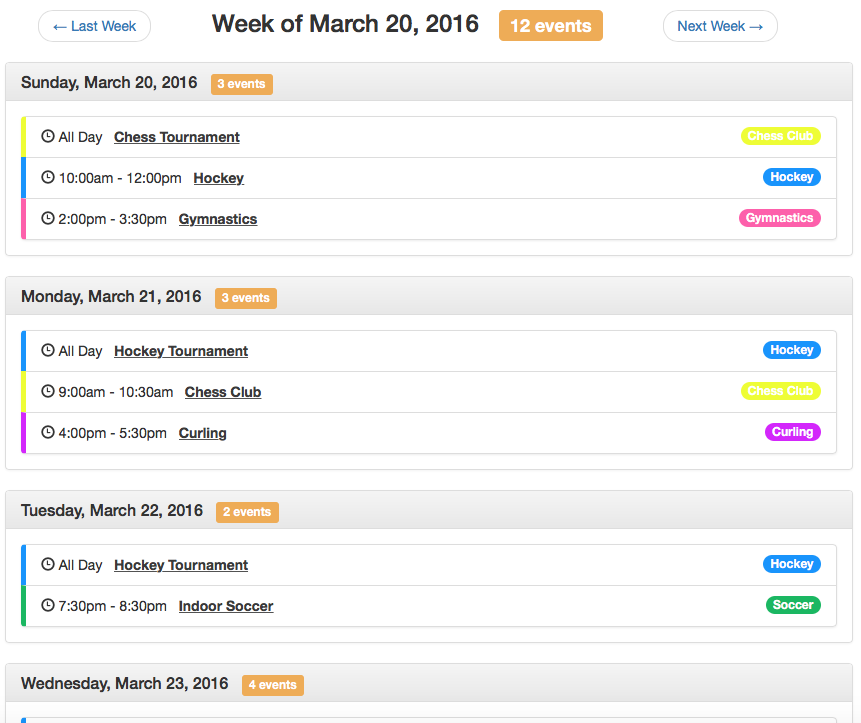 ← Last Week Week of March 20, 2016 12 events Next Week →
Sunday, March 20, 2016 3 events
All Day Chess Tournament Chess Club
10:00am - 12:00pm Hockey Hockey
2:00pm - 3:30pm Gymnastics Gymnastics
Monday, March 21, 2016 3 events
All Day Hockey Tournament Hockey
9:00am - 10:30am Chess Club Chess Club
4:00pm - 5:30pm Curling Curling
Tuesday, March 22, 2016 2 events
All Day Hockey Tournament Hockey
7:30pm - 8:30pm Indoor Soccer Soccer
Wednesday, March 23, 2016 4 events